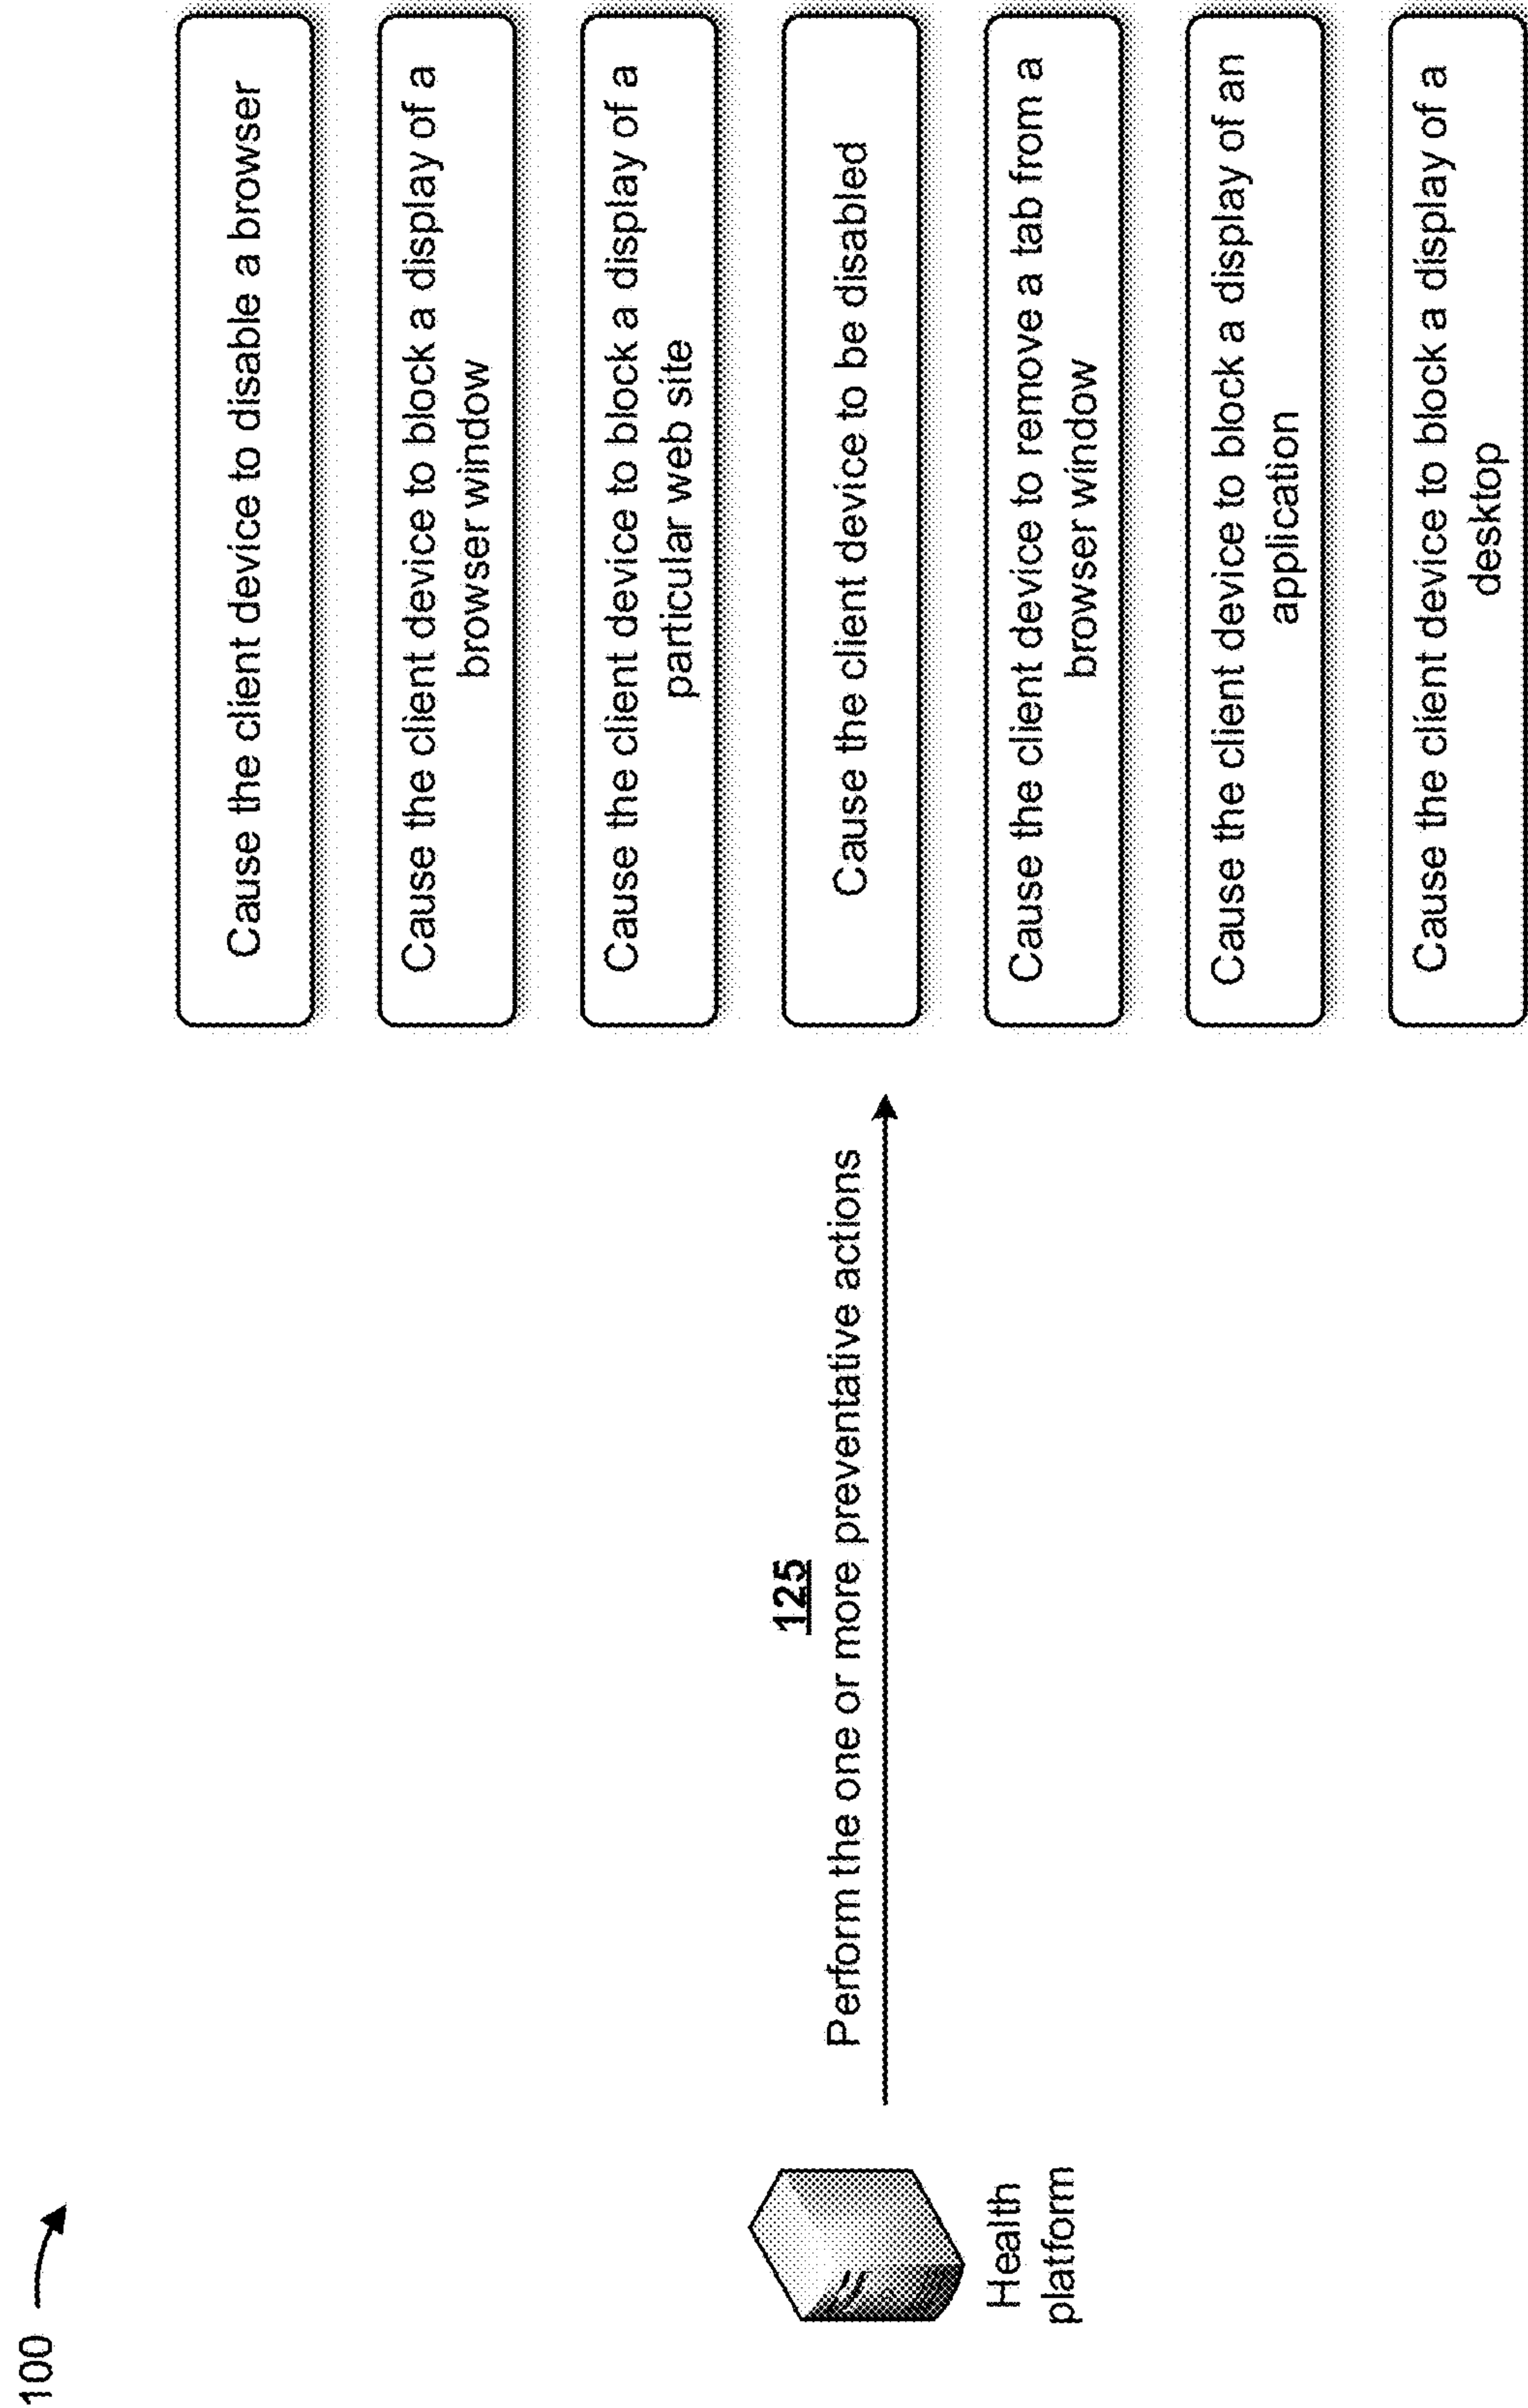 100
Cause the client device to disable a browser
Cause the client device to block a display of a
browser window
Cause the client device to block a display of a
particular web site
125
Perform the one or more preventative actions
Cause the client device to be disabled
Health
platform
Cause the client device to remove a tab from a
browser window
Cause the client device to block a display of an
application
Cause the client device to block a display of a
desktop